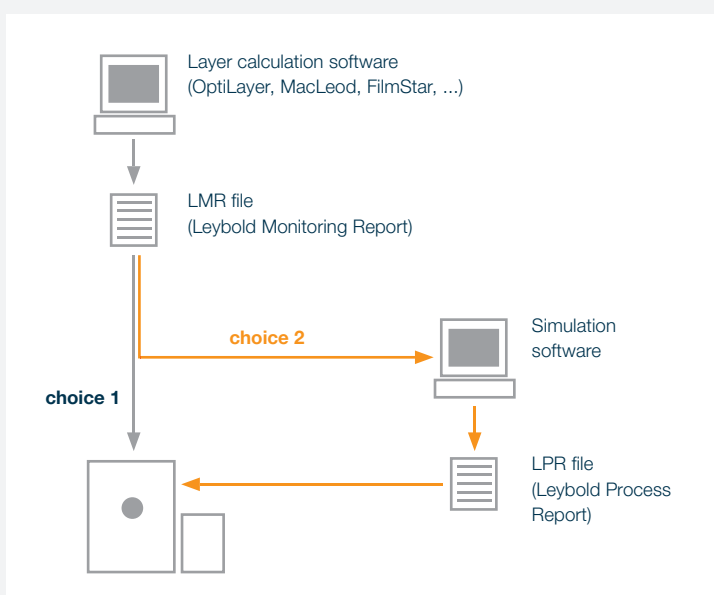 Layer calculation software
(OptiLayer, MacLeod, FilmStar, ...)
LMR file
(Leybold Monitoring Report)
choice 2
Simulation
software
choice 1
LPR file
(Leybold Process
Report)